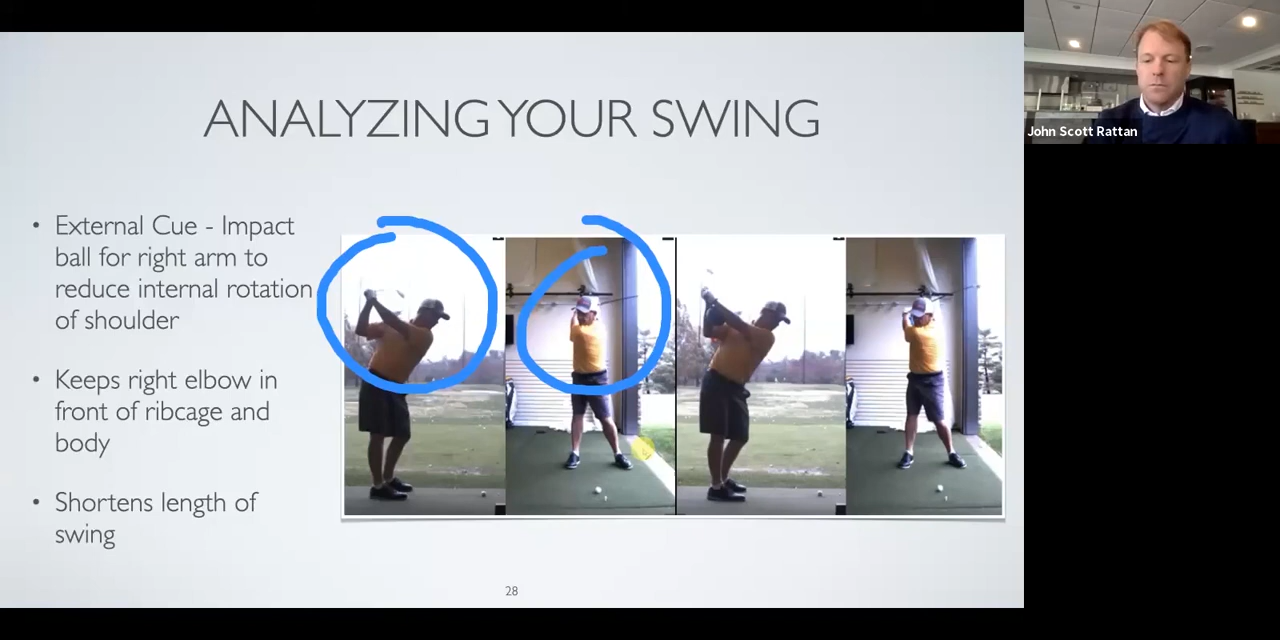 ANALYZING YOUR SWING
• External Cue - Impact
ball for right arm to
reduce internal rotation
of shoulder
• Keeps right elbow in
front of ribcage and
body
• Shortens length of
swing
28
John Scott Rattan